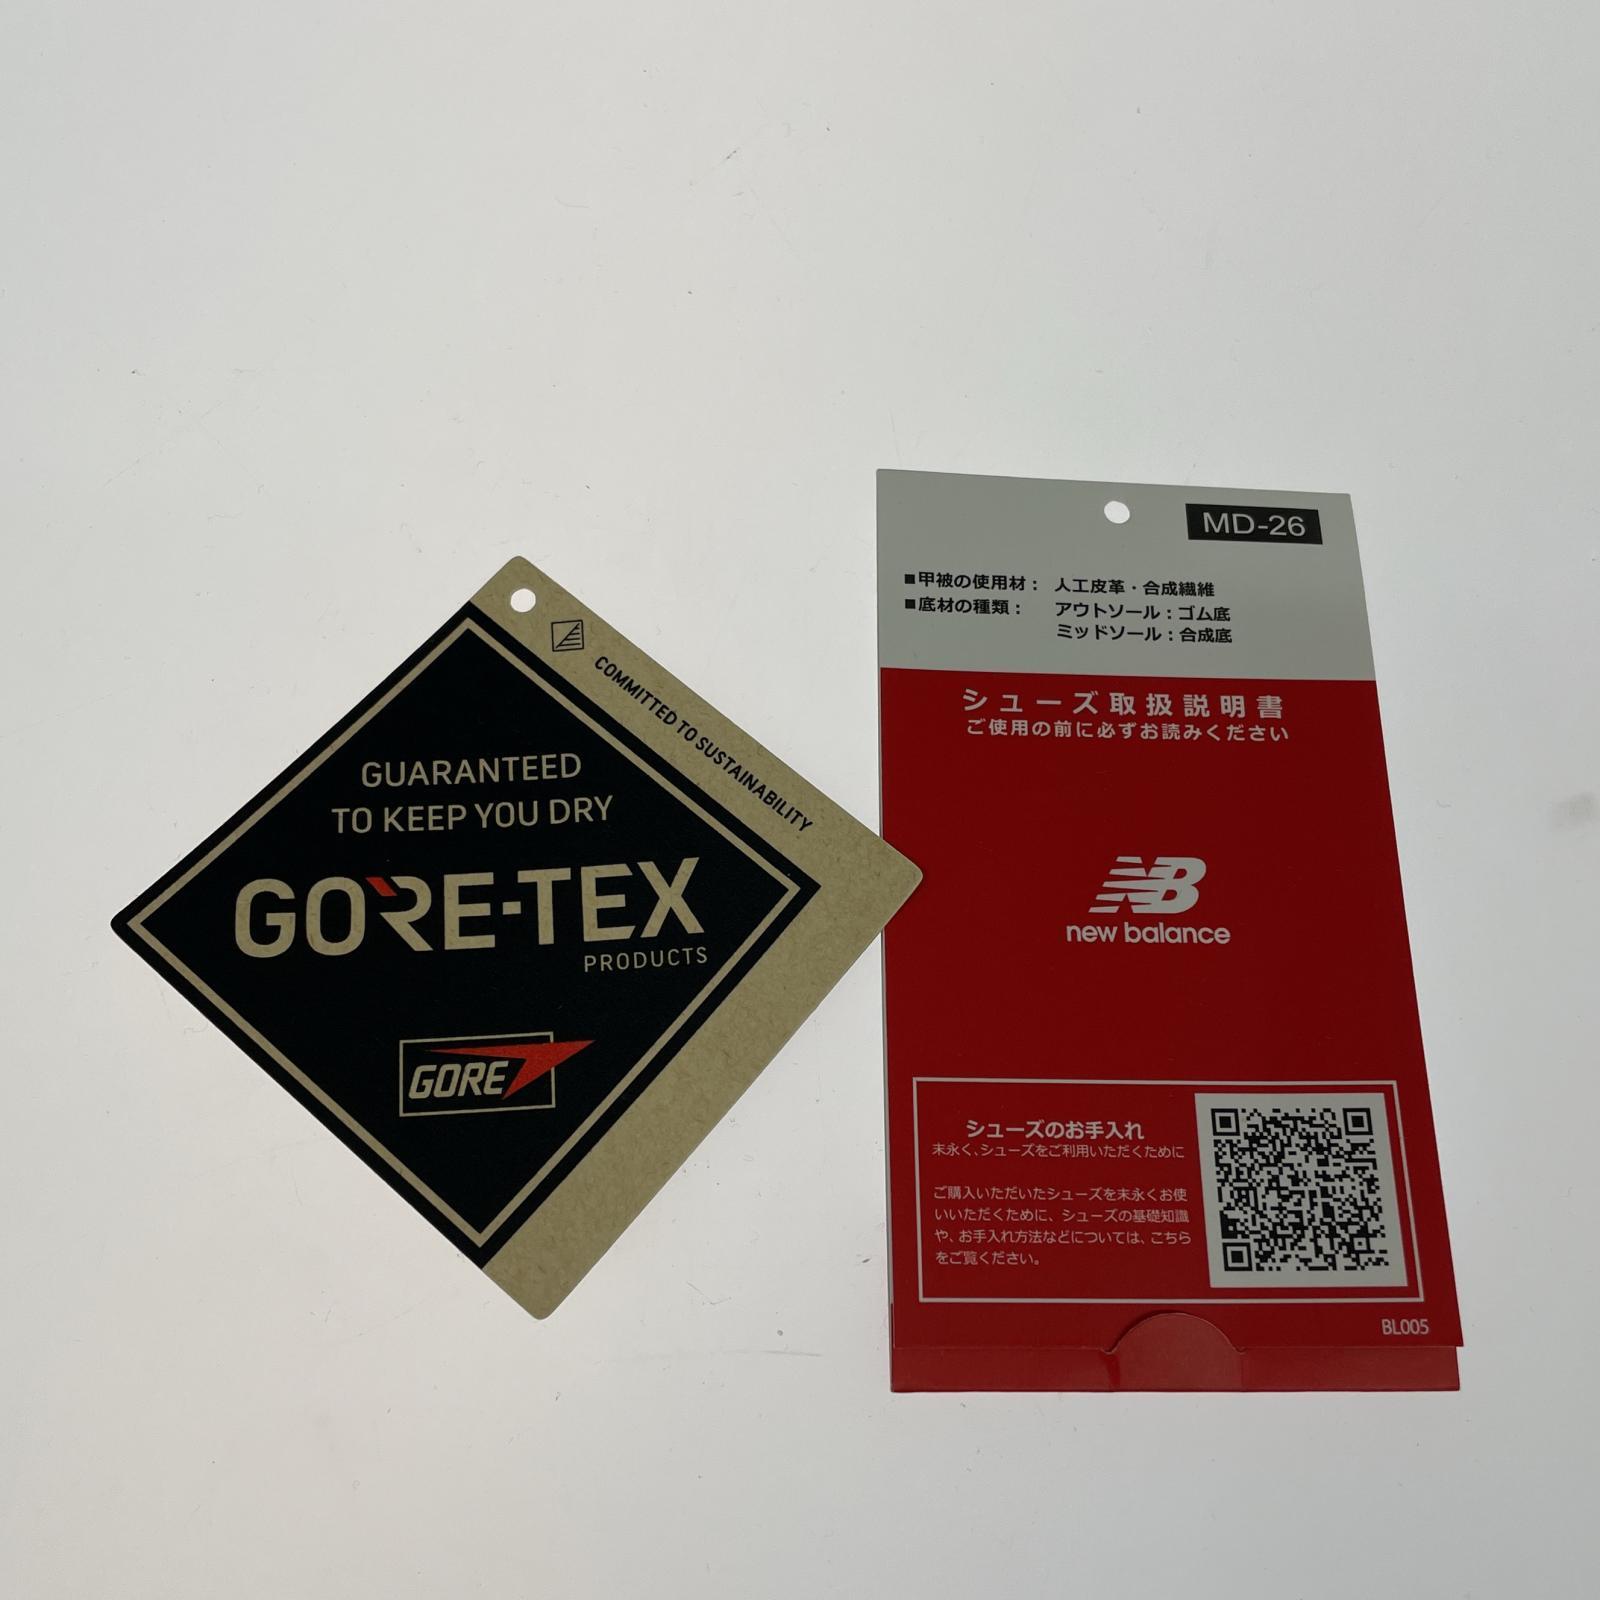 COMMITTED TO SUSTAINABILITY
GUARANTEED
TO KEEP YOU DRY
GORE-TEX
PRODUCTS
GORE
MD-26
■甲被の使用材： 人工皮革・合成繊維
■底材の種類： アウトソール：ゴム底
ミッドソール：合成底
シューズ取扱説明書
ご使用の前に必ずお読みください
NB
new balance
シューズのお手入れ
末永く、シューズをご利用いただくために
ご購入いただいたシューズを末永くお使
いいただくために、シューズの基礎知識
や、お手入れ方法などについては、こちら
をご覧ください。
BL005